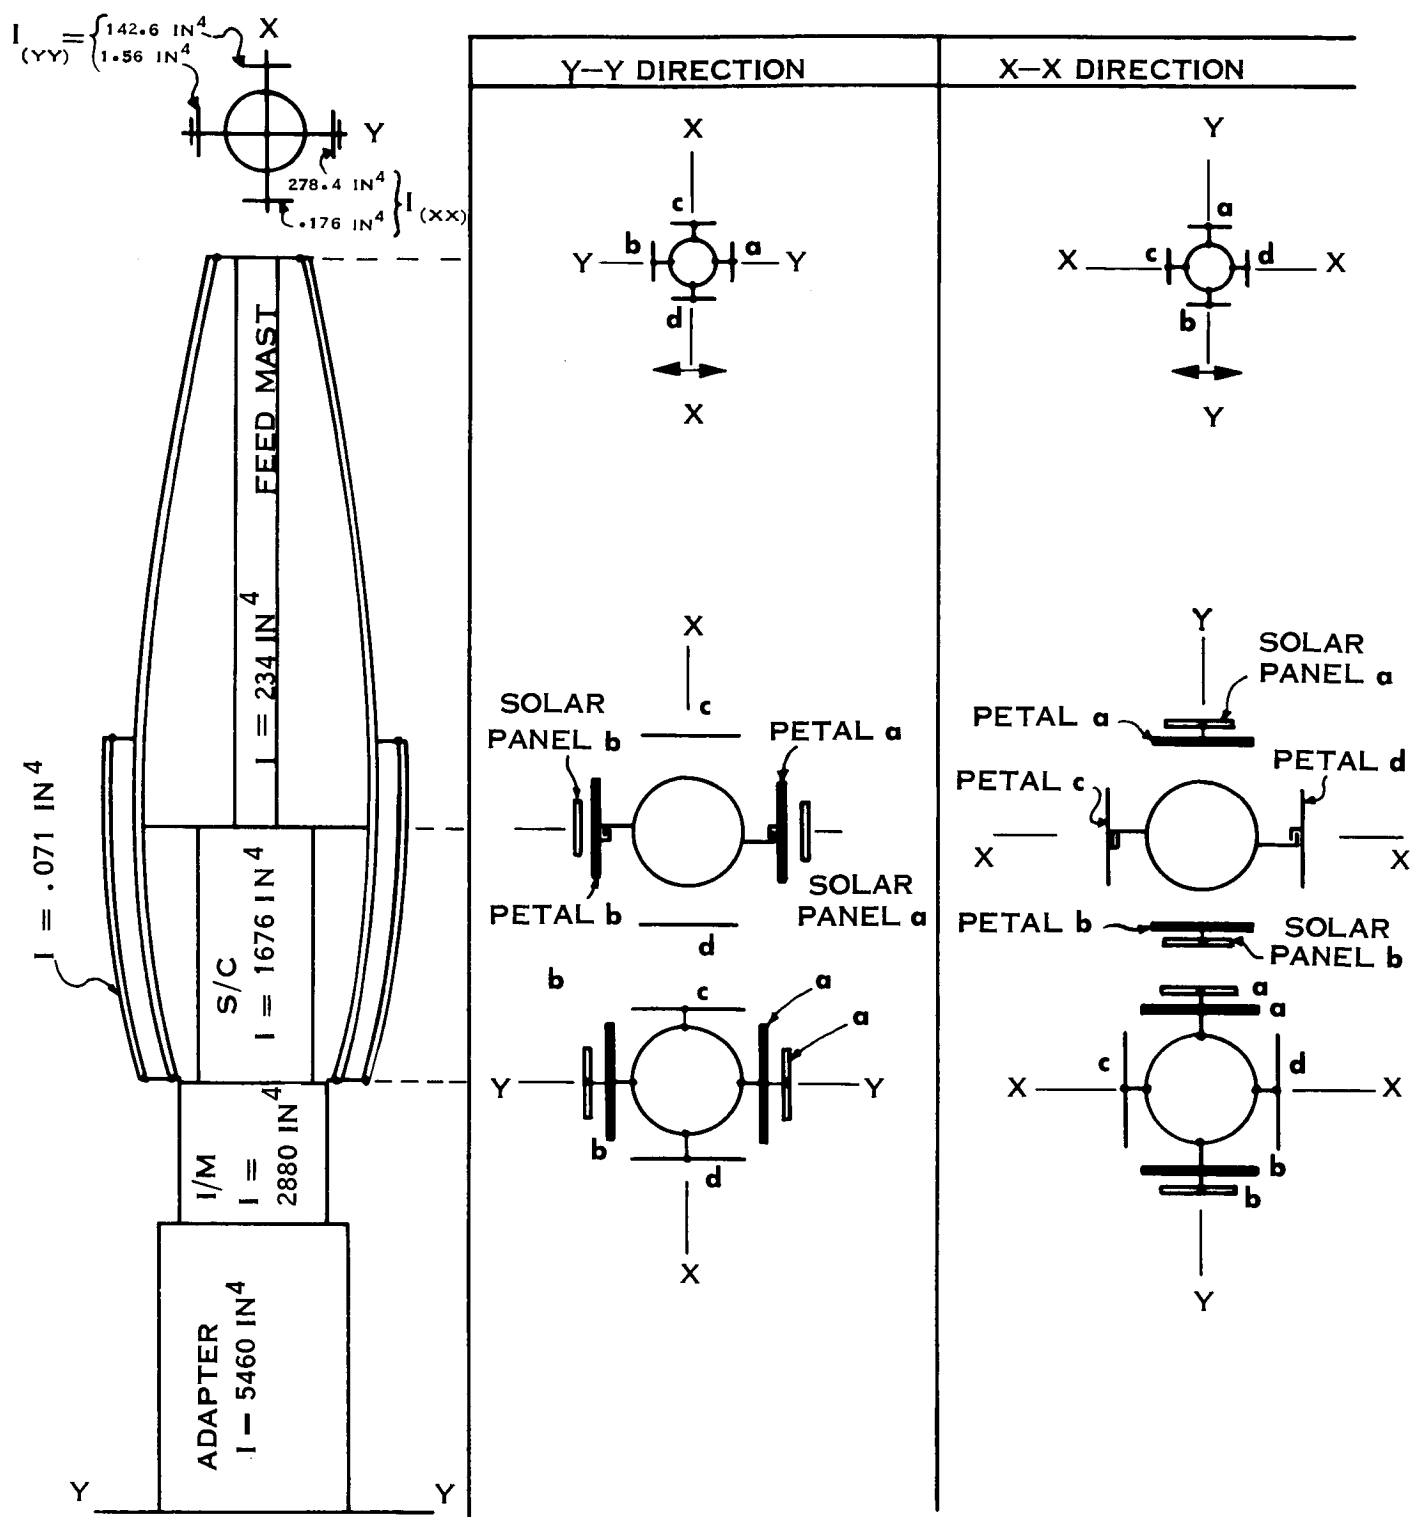 I (YY) = { 142.6 IN⁴
1.56 IN⁴
X
Y
278.4 IN⁴
.176 IN⁴ } I (XX)
FEED MAST
I = 234 IN⁴
I = .071 IN⁴
S/C
I = 1676 IN⁴
I/M
I =
2880 IN⁴
ADAPTER
I – 5460 IN⁴
Y Y
Y–Y DIRECTION
X
c
b a
Y Y
d
X
X
c
SOLAR
PANEL b
PETAL a
PETAL b
SOLAR
PANEL a
d
b
c
a
a
Y Y
b
d
X
X–X DIRECTION
Y
a
c d
X X
b
Y
Y
SOLAR
PANEL a
PETAL a
PETAL d
PETAL c
X X
PETAL b
SOLAR
PANEL b
a
a
c d
X X
b
b
Y